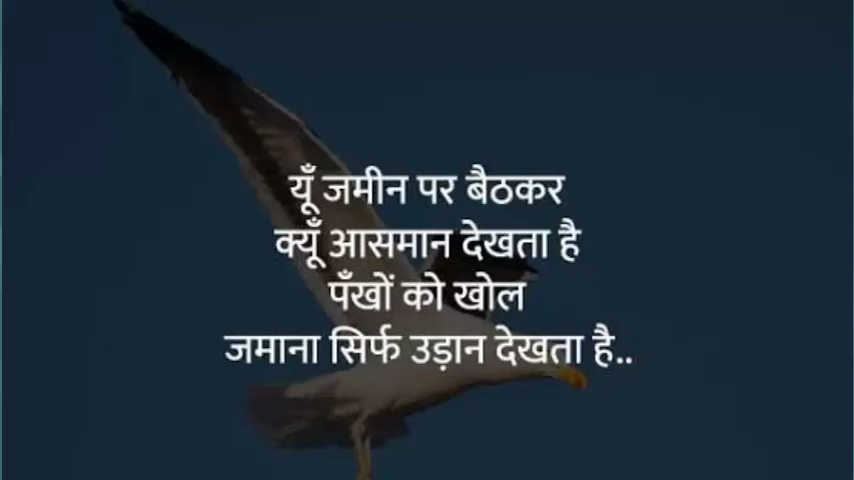 यूँ जमीन पर बैठकर
क्यूँ आसमान देखता है
पँखों को खोल
जमाना सिर्फ उड़ान देखता है..